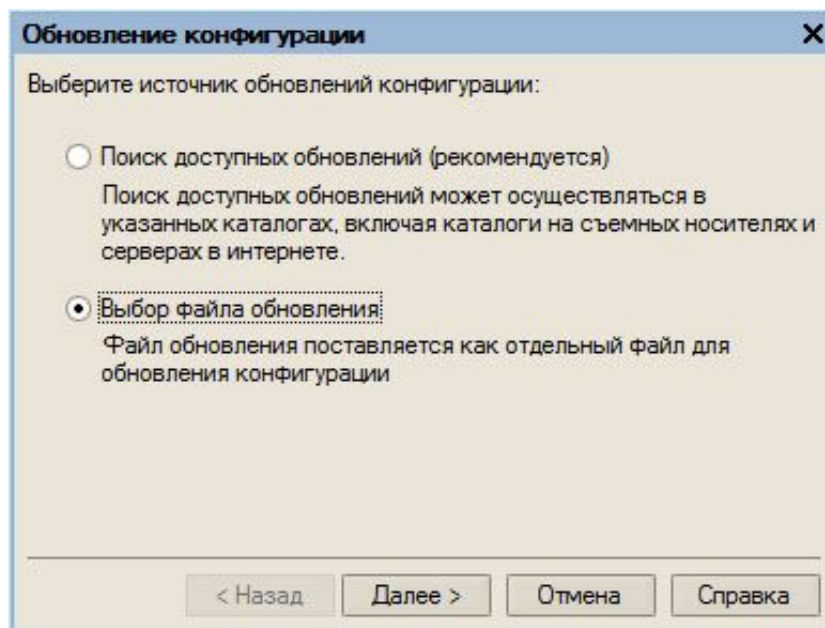 Обновление конфигурации
Выберите источник обновлений конфигурации:
Поиск доступных обновлений (рекомендуется)
Поиск доступных обновлений может осуществляться в
указанных каталогах, включая каталоги на съемных носителях и
серверах в интернете.
Выбор файла обновления
Файл обновления поставляется как отдельный файл для
обновления конфигурации
< Назад Далее > Отмена Справка